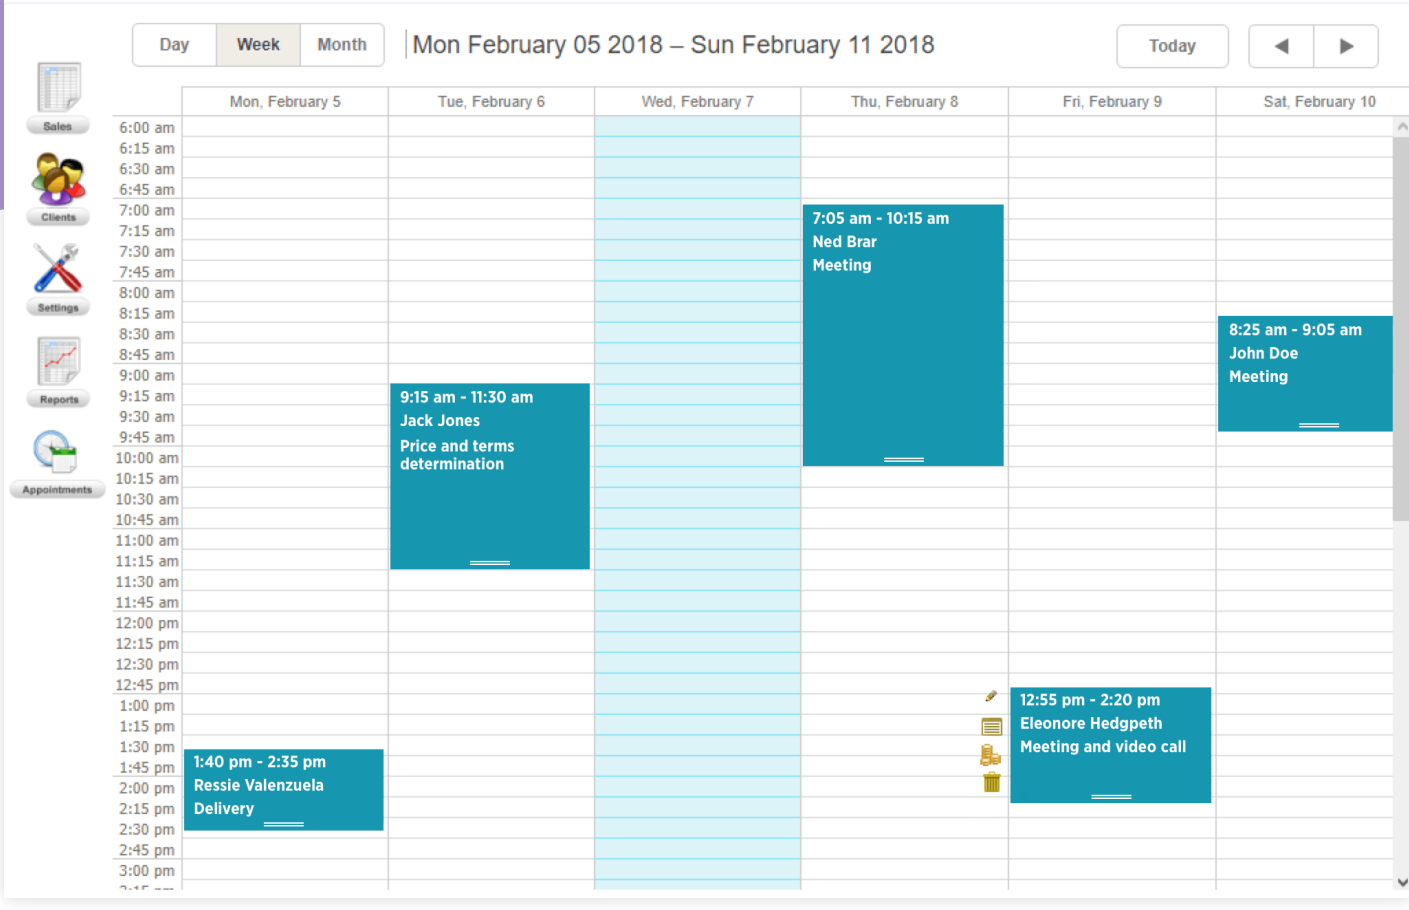 Day Week Month Mon February 05 2018 – Sun February 11 2018 Today
Mon, February 5 Tue, February 6 Wed, February 7 Thu, February 8 Fri, February 9 Sat, February 10
Sales
Clients
Settings
Reports
Appointments
6:00 am
6:15 am
6:30 am
6:45 am
7:00 am
7:15 am
7:30 am
7:45 am
8:00 am
8:15 am
8:30 am
8:45 am
9:00 am
9:15 am
9:30 am
9:45 am
10:00 am
10:15 am
10:30 am
10:45 am
11:00 am
11:15 am
11:30 am
11:45 am
12:00 pm
12:15 pm
12:30 pm
12:45 pm
1:00 pm
1:15 pm
1:30 pm
1:45 pm
2:00 pm
2:15 pm
2:30 pm
2:45 pm
3:00 pm
1:40 pm - 2:35 pm
Ressie Valenzuela
Delivery
9:15 am - 11:30 am
Jack Jones
Price and terms
determination
7:05 am - 10:15 am
Ned Brar
Meeting
12:55 pm - 2:20 pm
Eleonore Hedgpeth
Meeting and video call
8:25 am - 9:05 am
John Doe
Meeting